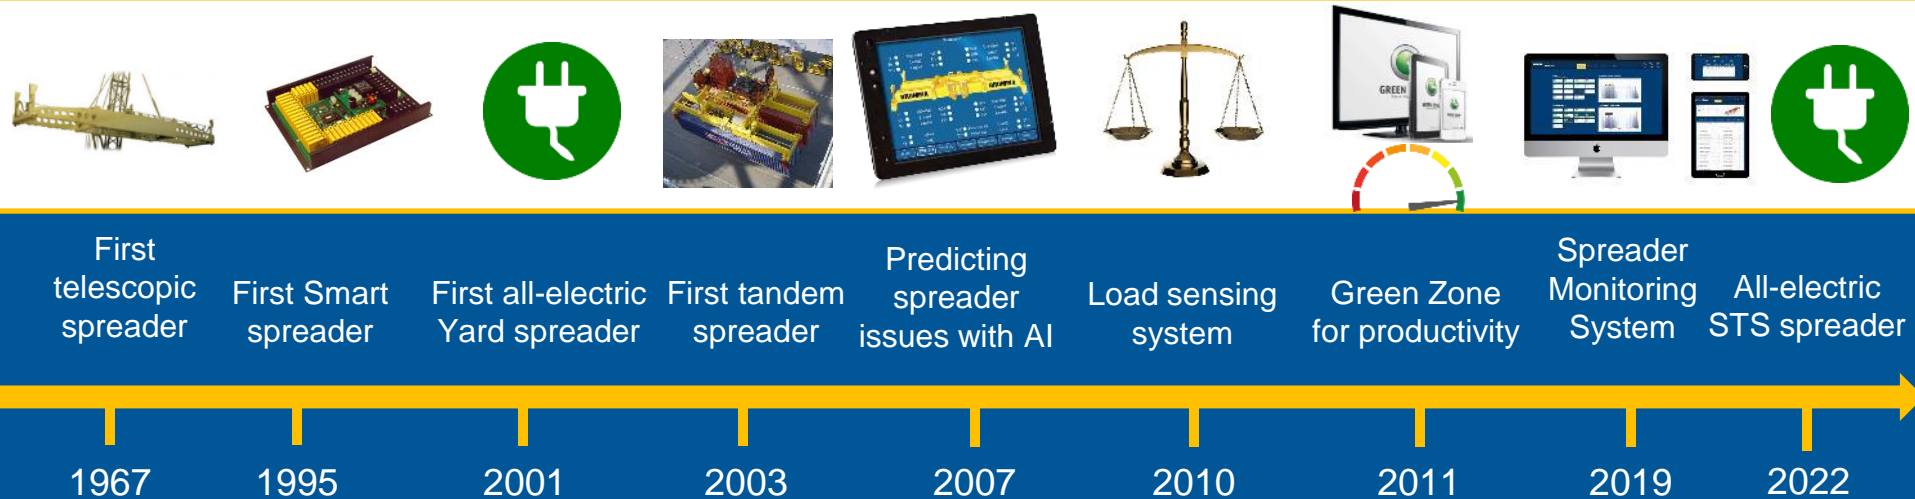 GREEN
First
telescopic
spreader
First Smart
spreader
First all-electric
Yard spreader
First tandem
spreader
Predicting
spreader
issues with AI
Load sensing
system
Green Zone
for productivity
Spreader
Monitoring
System
All-electric
STS spreader
1967
1995
2001
2003
2007
2010
2011
2019
2022